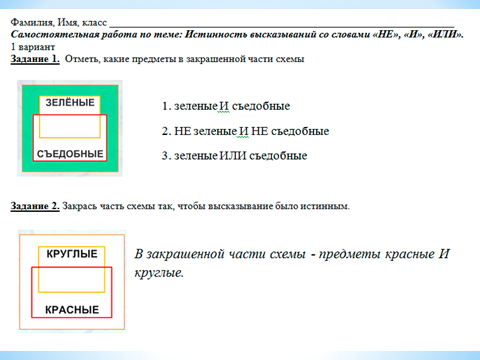 Фамилия, Имя, класс ________________________________
Самостоятельная работа по теме: Истинность высказываний со словами «НЕ», «И», «ИЛИ».
1 вариант
Задание 1. Отметь, какие предметы в закрашенной части схемы
ЗЕЛЁНЫЕ
СЪЕДОБНЫЕ
1. зеленые И съедобные
2. НЕ зеленые И НЕ съедобные
3. зеленые ИЛИ съедобные
Задание 2. Закрась часть схемы так, чтобы высказывание было истинным.
КРУГЛЫЕ
КРАСНЫЕ
В закрашенной части схемы - предметы красные И
круглые.